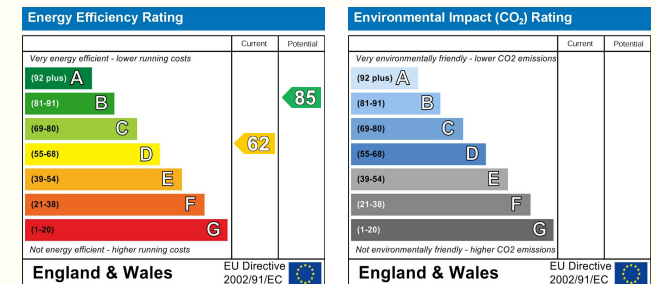 Energy Efficiency Rating
Current Potential
Very energy efficient - lower running costs
(92 plus) A
(81-91) B
(69-80) C
(55-68) D
(39-54) E
(21-38) F
(1-20) G
85
62
Not energy efficient - higher running costs
England & Wales
EU Directive
2002/91/EC
Environmental Impact (CO₂) Rating
Current Potential
Very environmentally friendly - lower CO2 emissions
(92 plus) A
(81-91) B
(69-80) C
(55-68) D
(39-54) E
(21-38) F
(1-20) G
Not environmentally friendly - higher CO2 emissions
England & Wales
EU Directive
2002/91/EC